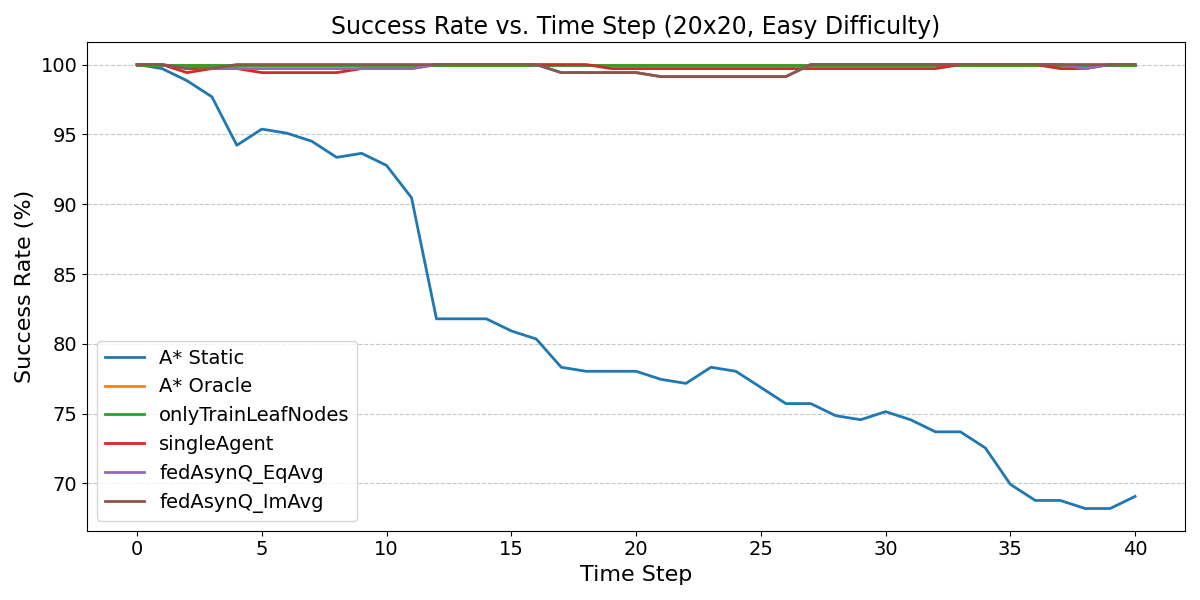 Success Rate vs. Time Step (20x20, Easy Difficulty)
Success Rate (%)
100
95
90
85
80
75
70
A* Static
A* Oracle
onlyTrainLeafNodes
singleAgent
fedAsynQ_EqAvg
fedAsynQ_ImAvg
0 5 10 15 20 25 30 35 40
Time Step